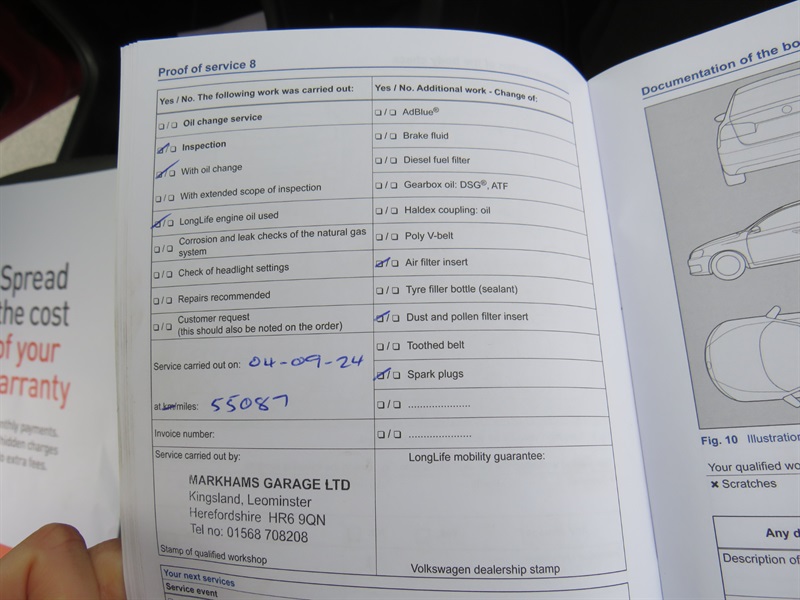 Spread
the cost
of your
arranty
nthly payments.
hidden charges
extra fees.
Proof of service 8
Yes / No. The following work was carried out:
❑ / ❑ Oil change service
☑ / ❑ Inspection
☑ / ❑ With oil change
❑ / ❑ With extended scope of inspection
☑ / ❑ LongLife engine oil used
❑ / ❑ Corrosion and leak checks of the natural gas
system
❑ / ❑ Check of headlight settings
❑ / ❑ Repairs recommended
❑ / ❑ Customer request
(this should also be noted on the order)
Service carried out on: 04-09-24
at km/miles: 55087
Invoice number:
Service carried out by:
MARKHAMS GARAGE LTD
Kingsland, Leominster
Herefordshire HR6 9QN
Tel no: 01568 708208
Stamp of qualified workshop
Your next services
Service event
Yes / No. Additional work - Change of:
❑ / ❑ AdBlue®
❑ / ❑ Brake fluid
❑ / ❑ Diesel fuel filter
❑ / ❑ Gearbox oil: DSG®, ATF
❑ / ❑ Haldex coupling: oil
❑ / ❑ Poly V-belt
☑ / ❑ Air filter insert
❑ / ❑ Tyre filler bottle (sealant)
☑ / ❑ Dust and pollen filter insert
❑ / ❑ Toothed belt
☑ / ❑ Spark plugs
❑ / ❑ .....................
❑ / ❑ .....................
LongLife mobility guarantee:
Volkswagen dealership stamp
Documentation of the bo
Fig. 10 Illustration
Your qualified wo
✖ Scratches
Any d
Description of